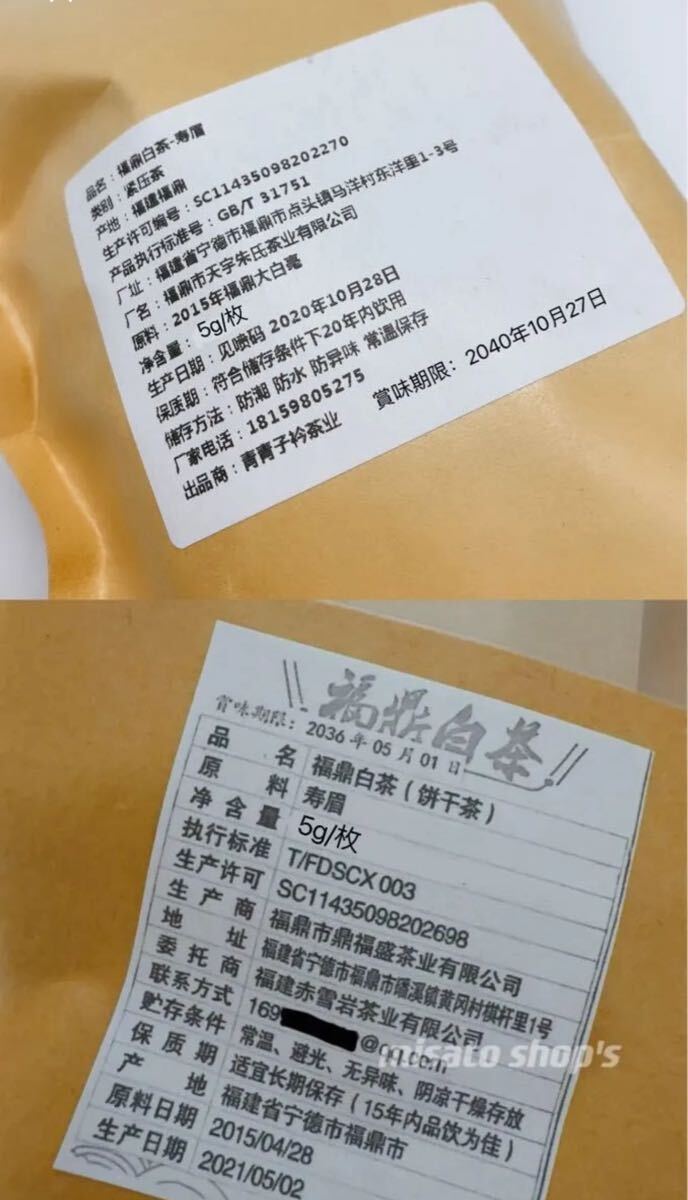 品名：福鼎白茶-寿眉
类别：紧压茶
产地：福建福鼎
生产许可编号：SC11435098202270
产品执行标准号：GB/T 31751
厂址：福建省宁德市福鼎市点头镇马洋村东洋里1-3号
厂名：福鼎市天字朱氏茶业有限公司
原料：2015年福鼎大白毫
净含量：5g/枚
生产日期：见喷码 2020年10月28日
保质期：符合储存条件下20年内饮用
储存方法：防潮 防水 防异味 常温保存
厂家电话：18159805275
出品商：青青子衿茶业
賞味期限：2040年10月27日
福鼎白茶
賞味期限：2036年05月01日
品名 福鼎白茶（饼干茶）
原料 寿眉
净含量 5g/枚
执行标准 T/FDSCX 003
生产许可 SC11435098202698
生产商 福鼎市鼎福盛茶业有限公司
地址 福建省宁德市福鼎市磻溪镇黄冈村棋杆里1号
委托商 福建赤雪岩茶业有限公司
联系方式 169 @qq.com
贮存条件 常温、避光、无异味、阴凉干燥存放
保质期 适宜长期保存（15年内品饮为佳）
产地 福建省宁德市福鼎市
原料日期 2015/04/28
生产日期 2021/05/02
misato shop's